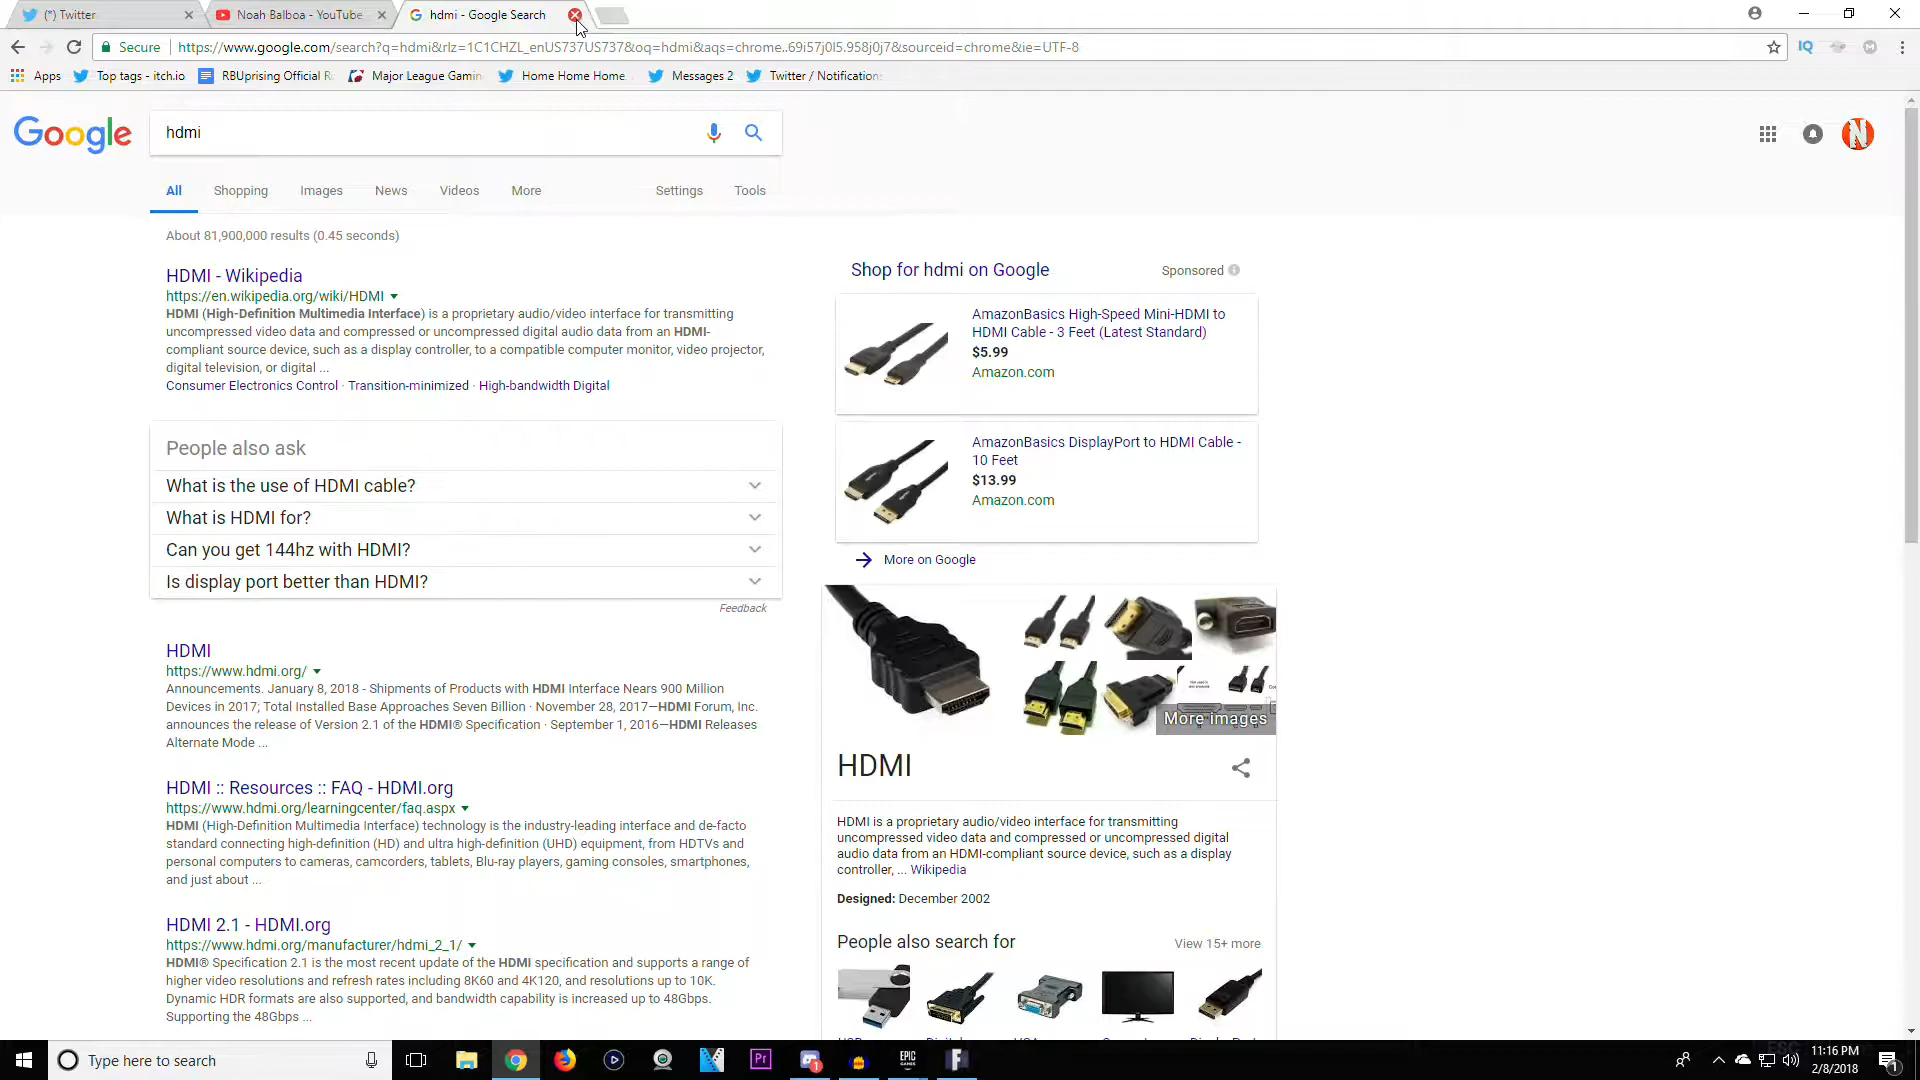 (*) Twitter
Noah Balboa - YouTube
hdmi - Google Search
Secure
https://www.google.com/search?q=hdmi&rlz=1C1CHZL_enUS737US737&oq=hdmi&aqs=chrome..69i57j0l5.958j0j7&sourceid=chrome&ie=UTF-8
IQ
Apps
Top tags - itch.io
RBUprising Official R
Major League Gamin
Home Home Home
Messages 2
Twitter / Notification
Google
hdmi
N
All
Shopping
Images
News
Videos
More
Settings
Tools
About 81,900,000 results (0.45 seconds)
HDMI - Wikipedia
https://en.wikipedia.org/wiki/HDMI
HDMI (High-Definition Multimedia Interface) is a proprietary audio/video interface for transmitting
uncompressed video data and compressed or uncompressed digital audio data from an HDMI-
compliant source device, such as a display controller, to a compatible computer monitor, video projector,
digital television, or digital ...
Consumer Electronics Control · Transition-minimized · High-bandwidth Digital
People also ask
What is the use of HDMI cable?
What is HDMI for?
Can you get 144hz with HDMI?
Is display port better than HDMI?
Feedback
HDMI
https://www.hdmi.org/
Announcements. January 8, 2018 - Shipments of Products with HDMI Interface Nears 900 Million
Devices in 2017; Total Installed Base Approaches Seven Billion · November 28, 2017—HDMI Forum, Inc.
announces the release of Version 2.1 of the HDMI® Specification · September 1, 2016—HDMI Releases
Alternate Mode ...
HDMI :: Resources :: FAQ - HDMI.org
https://www.hdmi.org/learningcenter/faq.aspx
HDMI (High-Definition Multimedia Interface) technology is the industry-leading interface and de-facto
standard connecting high-definition (HD) and ultra high-definition (UHD) equipment, from HDTVs and
personal computers to cameras, camcorders, tablets, Blu-ray players, gaming consoles, smartphones,
and just about ...
HDMI 2.1 - HDMI.org
https://www.hdmi.org/manufacturer/hdmi_2_1/
HDMI® Specification 2.1 is the most recent update of the HDMI specification and supports a range of
higher video resolutions and refresh rates including 8K60 and 4K120, and resolutions up to 10K.
Dynamic HDR formats are also supported, and bandwidth capability is increased up to 48Gbps.
Supporting the 48Gbps ...
Shop for hdmi on Google
Sponsored
AmazonBasics High-Speed Mini-HDMI to
HDMI Cable - 3 Feet (Latest Standard)
$5.99
Amazon.com
AmazonBasics DisplayPort to HDMI Cable -
10 Feet
$13.99
Amazon.com
More on Google
More images
HDMI
HDMI is a proprietary audio/video interface for transmitting
uncompressed video data and compressed or uncompressed digital
audio data from an HDMI-compliant source device, such as a display
controller, ... Wikipedia
Designed: December 2002
People also search for
View 15+ more
Type here to search
Pr
1
EPIC
GAMES
F
ESC
11:16 PM
2/8/2018
1